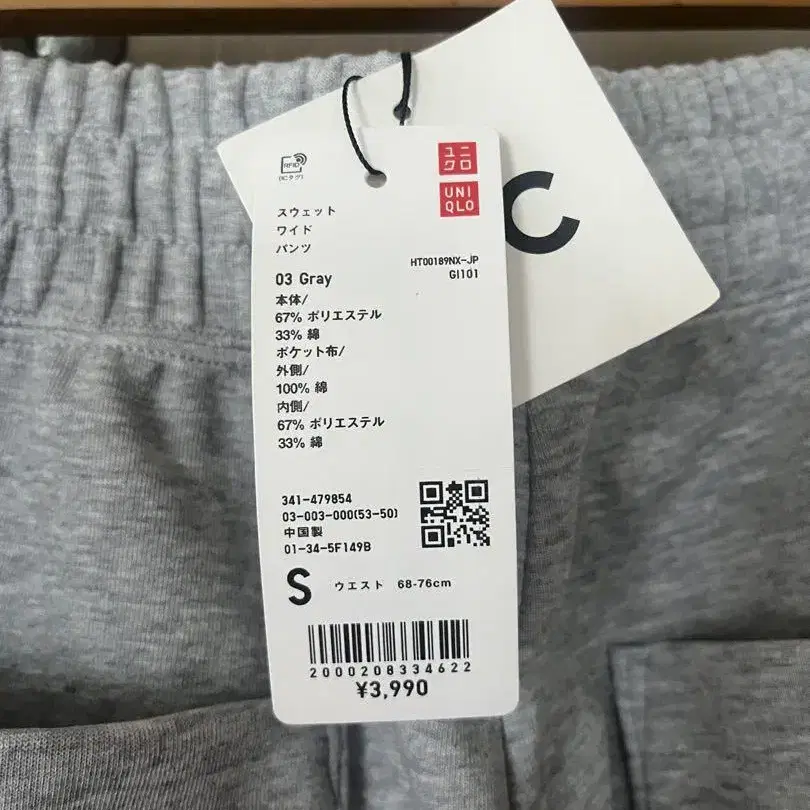 RFID
(ICタグ)
ユニ
クロ
UNI
QLO
C
スウェット
ワイド
パンツ
HT00189NX-JP
GI101
03 Gray
本体/
67% ポリエステル
33% 綿
ポケット布/
外側/
100% 綿
内側/
67% ポリエステル
33% 綿
341-479854
03-003-000(53-50)
中国製
01-34-5F149B
S ウエスト 68-76cm
2000208334622
¥3,990